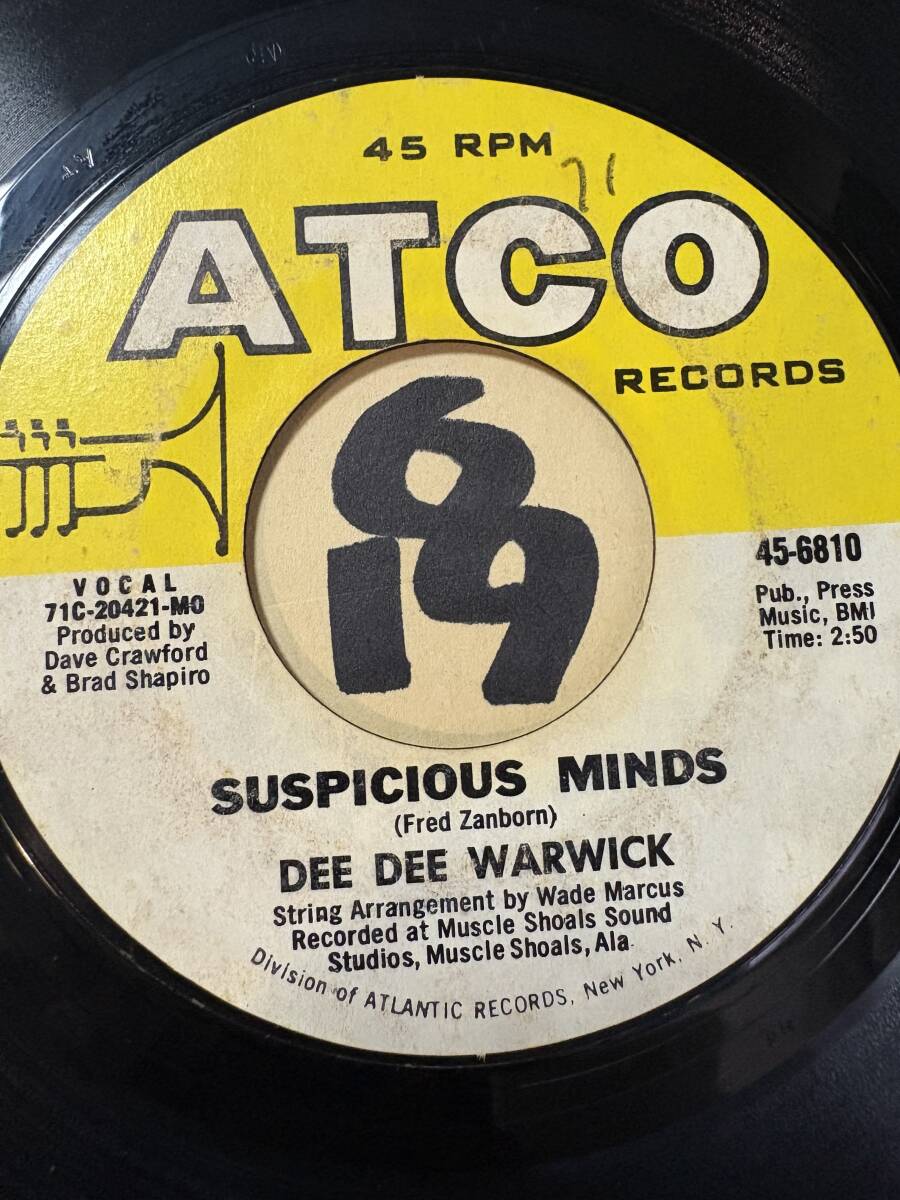 45 RPM
71
ATCO
RECORDS
619
VOCAL
71C-20421-MO
Produced by
Dave Crawford
& Brad Shapiro
45-6810
Pub., Press
Music, BMI
Time: 2:50
SUSPICIOUS MINDS
(Fred Zanborn)
DEE DEE WARWICK
String Arrangement by Wade Marcus
Recorded at Muscle Shoals Sound
Studios, Muscle Shoals, Ala
Division of ATLANTIC RECORDS, New York, N. Y.